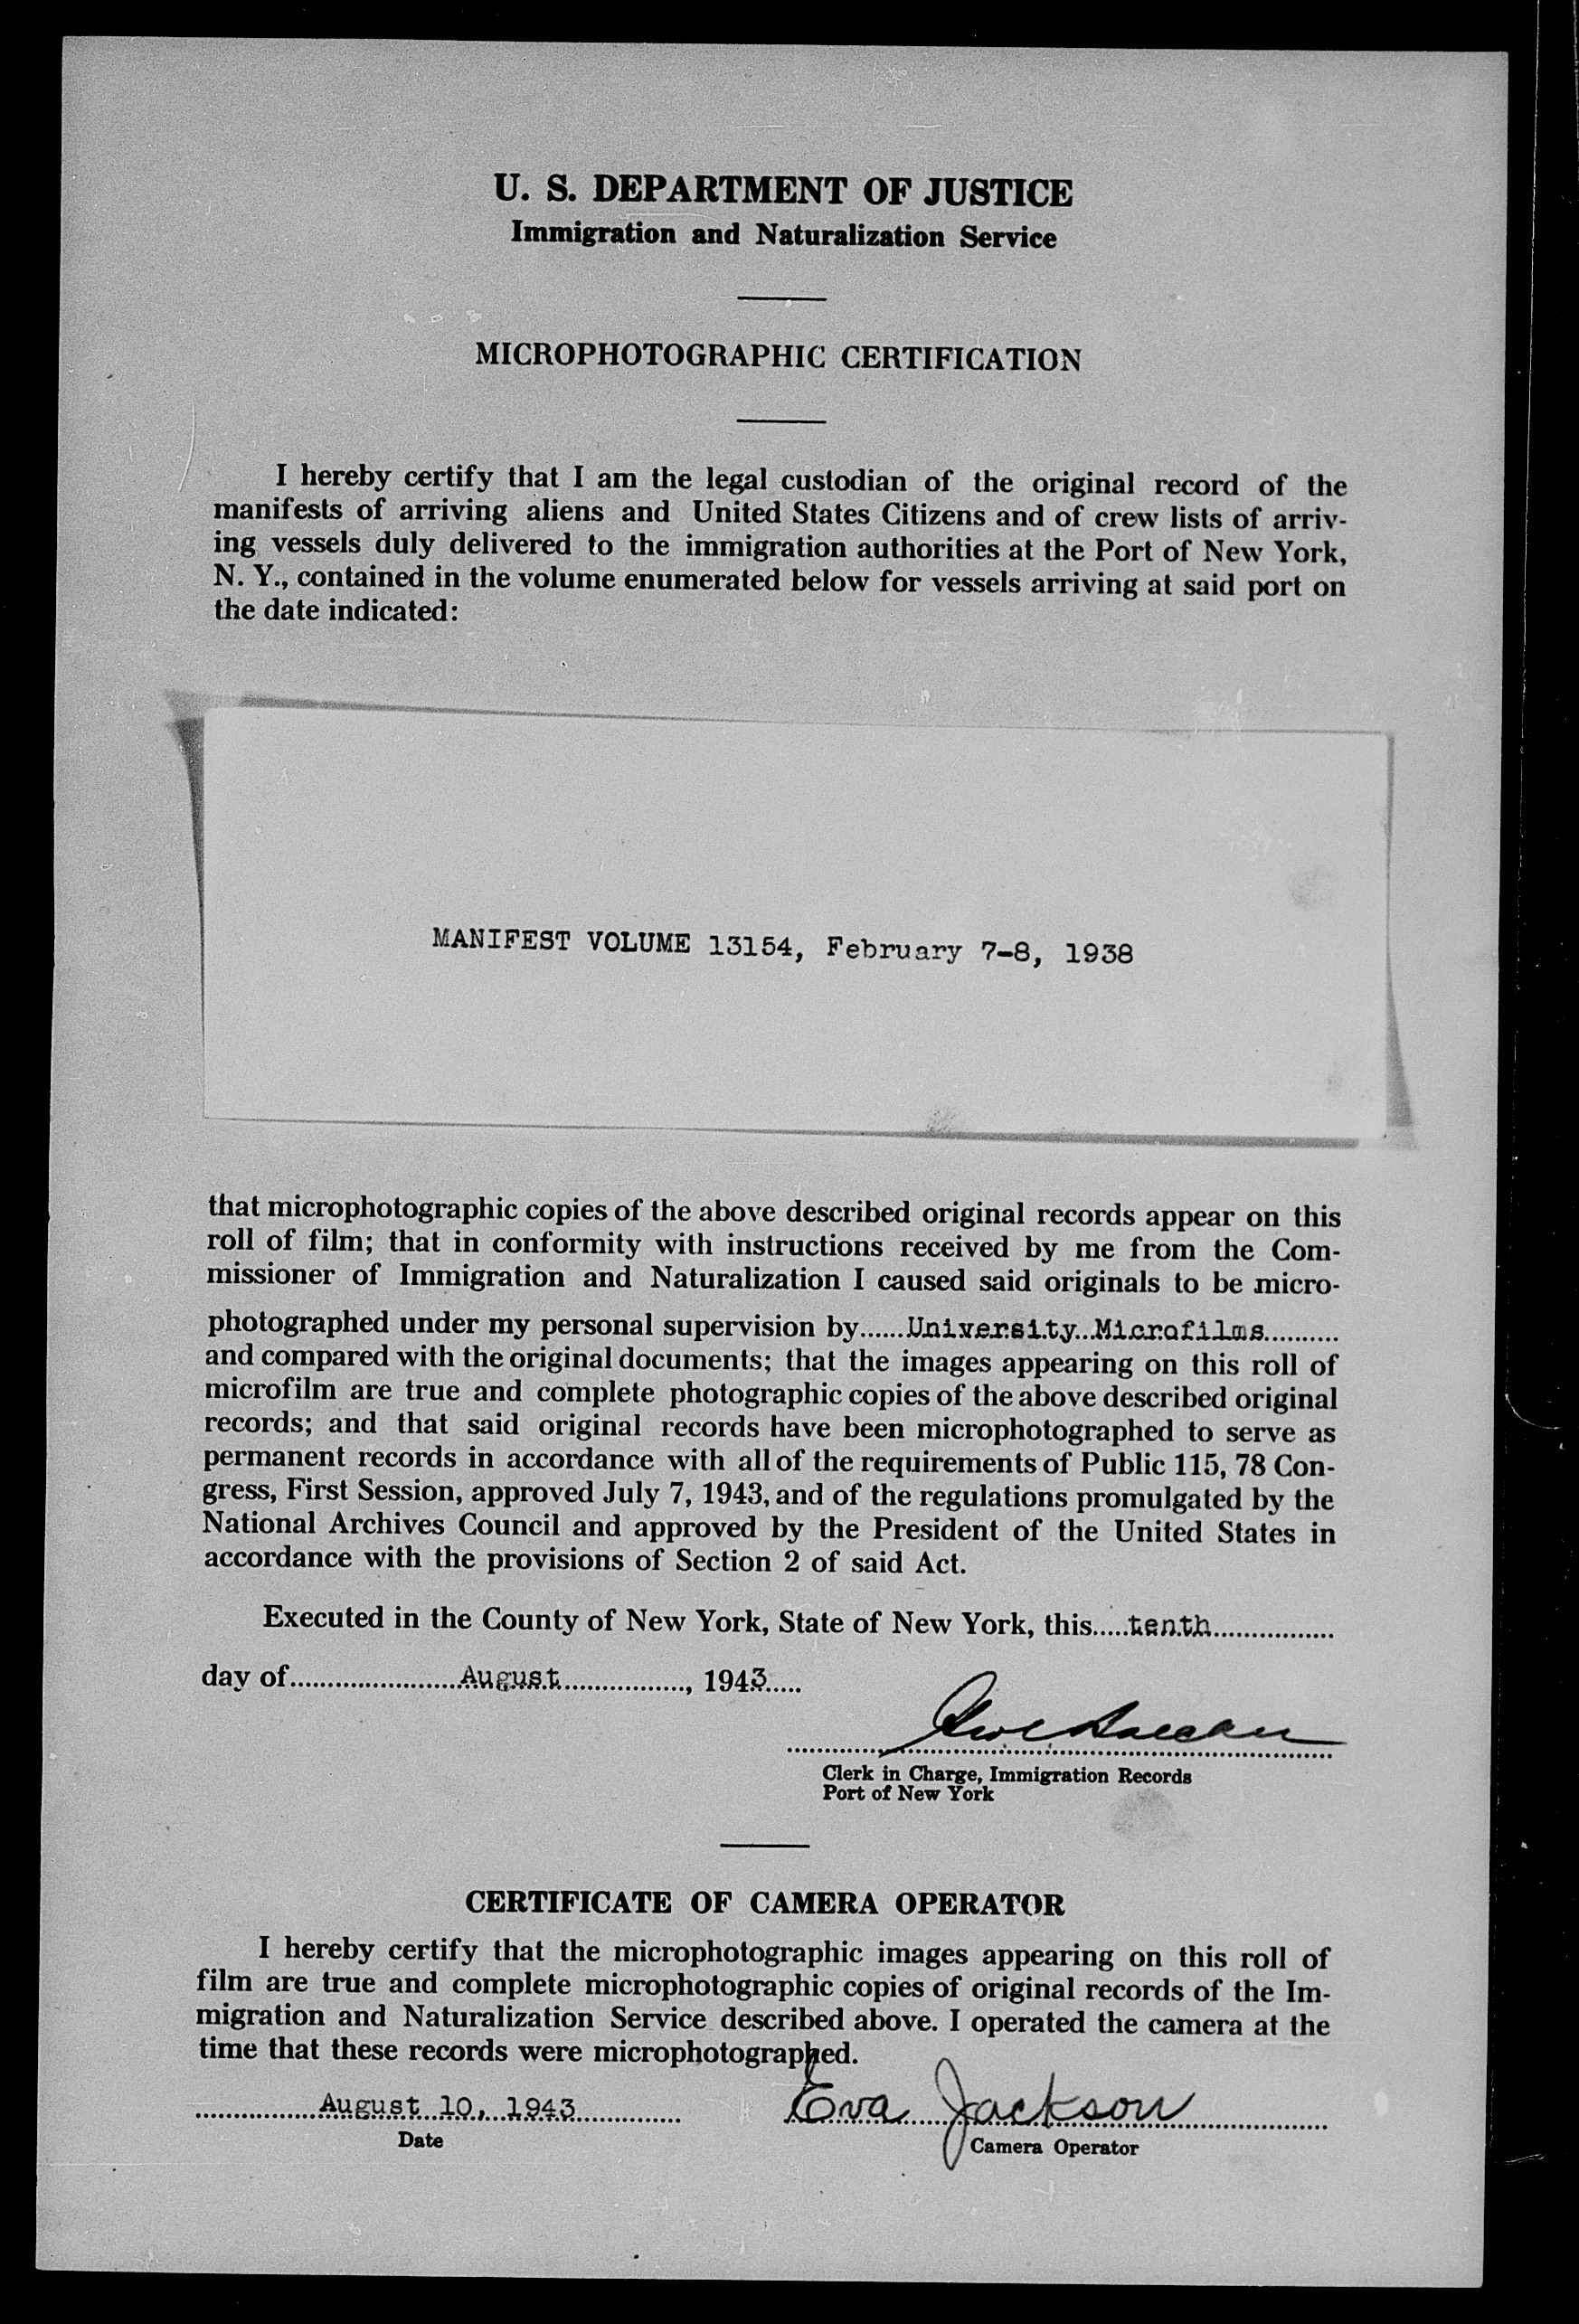 U. S. DEPARTMENT OF JUSTICE
Immigration and Naturalization Service
MICROPHOTOGRAPHIC CERTIFICATION
I hereby certify that I am the legal custodian of the original record of the
manifests of arriving aliens and United States Citizens and of crew lists of arriv-
ing vessels duly delivered to the immigration authorities at the Port of New York,
N. Y., contained in the volume enumerated below for vessels arriving at said port on
the date indicated:
MANIFEST VOLUME 13154, February 7-8, 1938
that microphotographic copies of the above described original records appear on this
roll of film; that in conformity with instructions received by me from the Com-
missioner of Immigration and Naturalization I caused said originals to be micro-
photographed under my personal supervision by......University Microfilms..........
and compared with the original documents; that the images appearing on this roll of
microfilm are true and complete photographic copies of the above described original
records; and that said original records have been microphotographed to serve as
permanent records in accordance with all of the requirements of Public 115, 78 Con-
gress, First Session, approved July 7, 1943, and of the regulations promulgated by the
National Archives Council and approved by the President of the United States in
accordance with the provisions of Section 2 of said Act.
Executed in the County of New York, State of New York, this.....tenth................
day of.......................August................, 1943.....
Clerk in Charge, Immigration Records
Port of New York
CERTIFICATE OF CAMERA OPERATOR
I hereby certify that the microphotographic images appearing on this roll of
film are true and complete microphotographic copies of original records of the Im-
migration and Naturalization Service described above. I operated the camera at the
time that these records were microphotographed.
August 10, 1943 Eva Jackson
Date Camera Operator